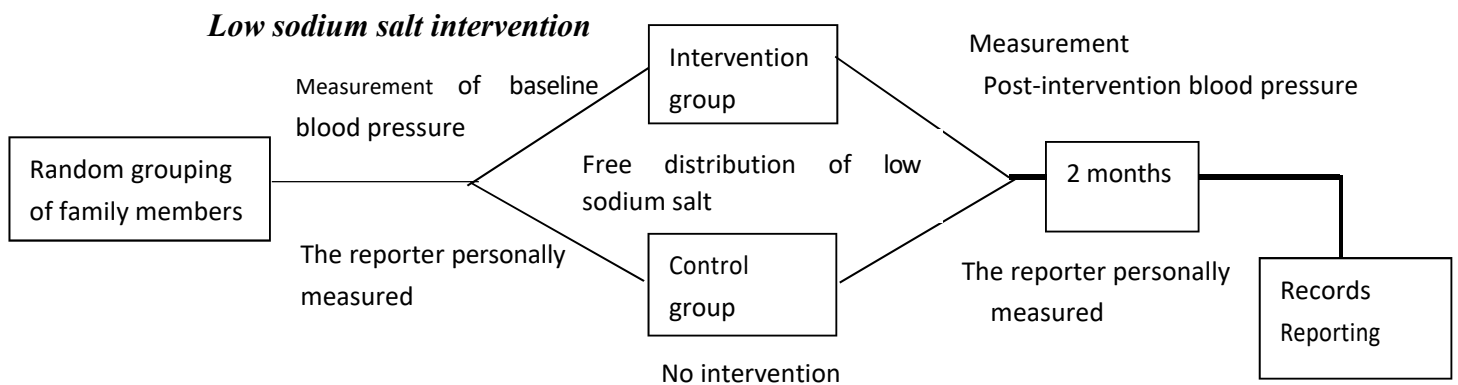 Low sodium salt intervention
Measurement of baseline
blood pressure
Random grouping
of family members
The reporter personally
measured
Intervention
group
Free distribution of low
sodium salt
Control
group
No intervention
Measurement
Post-intervention blood pressure
2 months
The reporter personally
measured
Records
Reporting